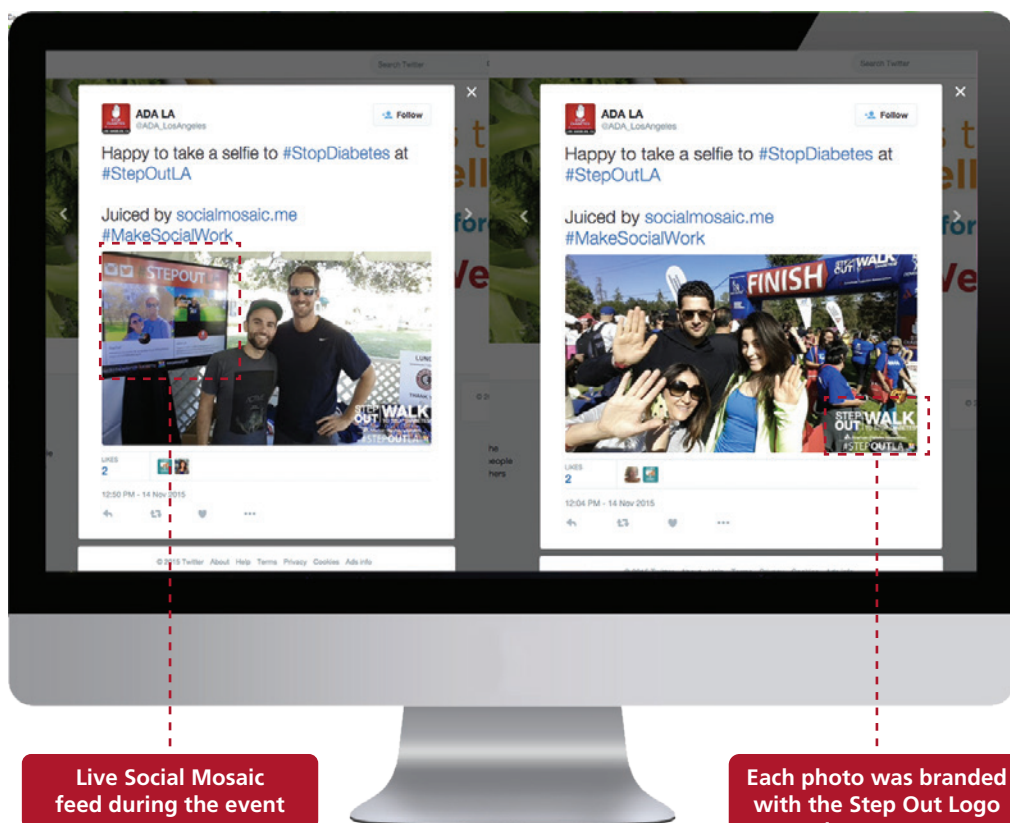 Search Twitter
ADA LA
@ADA_LosAngeles
Follow
Happy to take a selfie to #StopDiabetes at
#StepOutLA
Juiced by socialmosaic.me
#MakeSocialWork
STEPOUT
STEP
OUT WALK
#STEPOUTLA
LIKES
2
12:50 PM - 14 Nov 2015
© 2015 Twitter About Help Terms Privacy Cookies Ads info
Search Twitter
ADA LA
@ADA_LosAngeles
Follow
Happy to take a selfie to #StopDiabetes at
#StepOutLA
Juiced by socialmosaic.me
#MakeSocialWork
FINISH
STEP
OUT WALK
STEP
OUT WALK
#STEPOUTLA
LIKES
2
12:04 PM - 14 Nov 2015
Live Social Mosaic
feed during the event
Each photo was branded
with the Step Out Logo